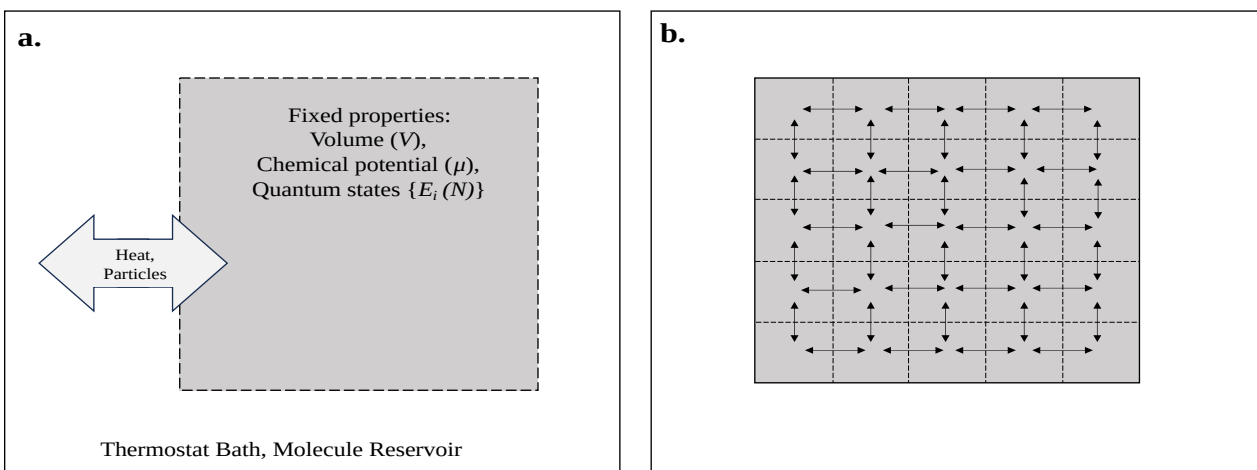 a.
Fixed properties:
Volume (V),
Chemical potential (μ),
Quantum states {E_i (N)}
Heat,
Particles
Thermostat Bath, Molecule Reservoir
b.